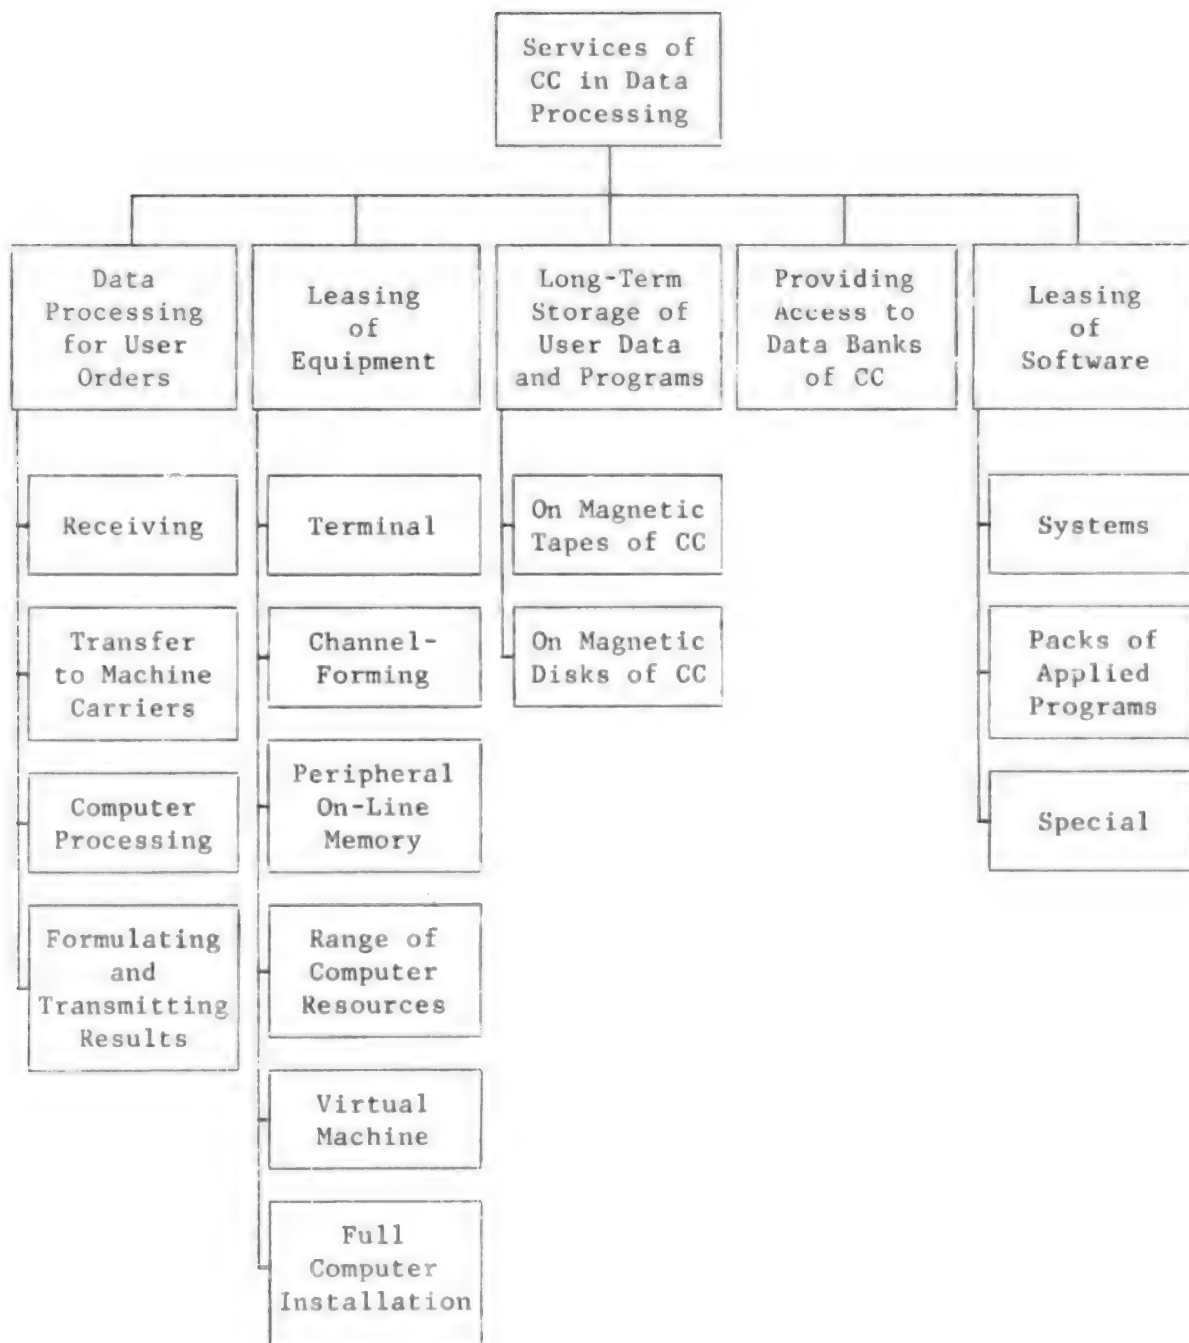 Services of
CC in Data
Processing
Data
Processing
for User
Orders
Leasing
of
Equipment
Long-Term
Storage of
User Data
and Programs
Providing
Access to
Data Banks
of CC
Leasing
of
Software
Receiving
Transfer
to Machine
Carriers
Computer
Processing
Formulating
and
Transmitting
Results
Terminal
Channel-
Forming
Peripheral
On-Line
Memory
Range of
Computer
Resources
Virtual
Machine
Full
Computer
Installation
On Magnetic
Tapes of CC
On Magnetic
Disks of CC
Systems
Packs of
Applied
Programs
Special